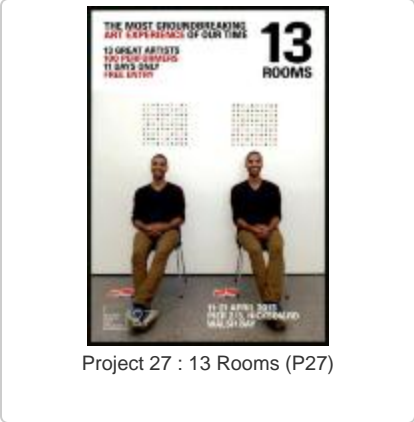 THE MOST GROUNDBREAKING
ART EXPERIENCE OF OUR TIME
13 GREAT ARTISTS
100 PERFORMERS
11 DAYS ONLY
FREE ENTRY
13
ROOMS
11-21 APRIL 2013
PIER 2/3, HICKSON RD
WALSH BAY
Project 27 : 13 Rooms (P27)